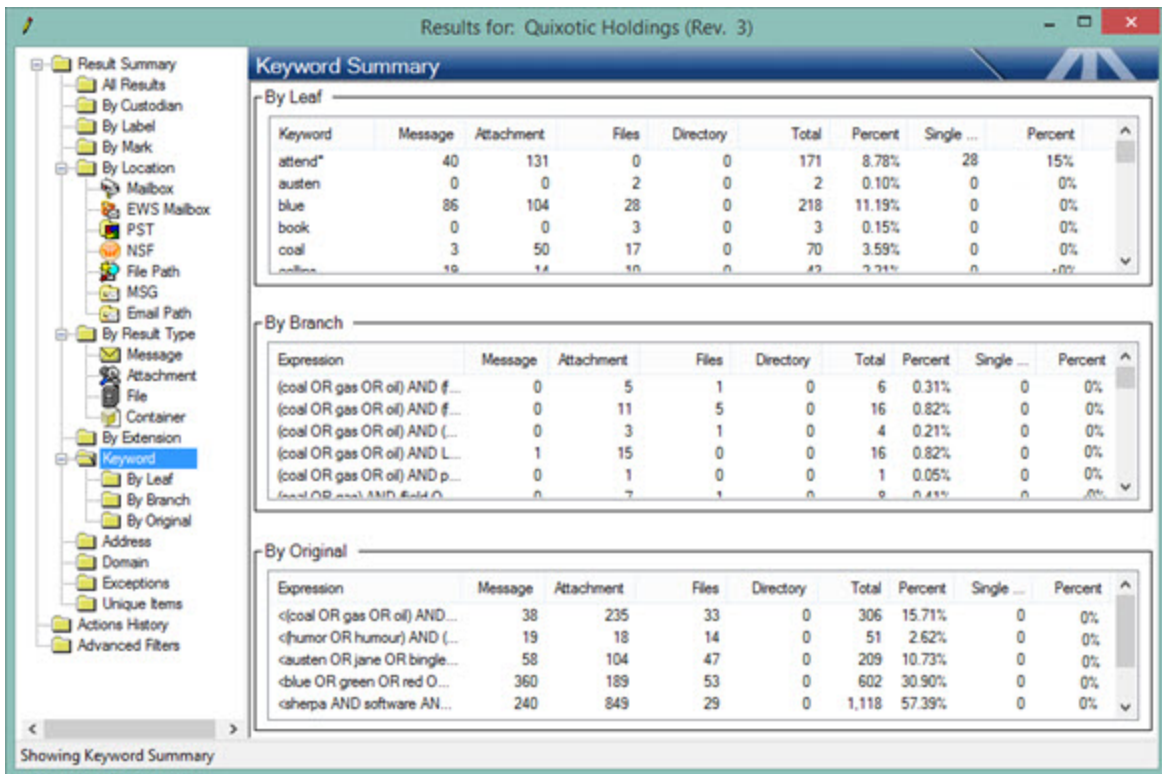 Results for: Quixotic Holdings (Rev. 3)
Result Summary
All Results
By Custodian
By Label
By Mark
By Location
Mailbox
EWS Mailbox
PST
NSF
File Path
MSG
Email Path
By Result Type
Message
Attachment
File
Container
By Extension
Keyword
By Leaf
By Branch
By Original
Address
Domain
Exceptions
Unique Items
Actions History
Advanced Filters
Keyword Summary
By Leaf
Keyword Message Attachment Files Directory Total Percent Single ... Percent
attend* 40 131 0 0 171 8.78% 28 15%
austen 0 0 2 0 2 0.10% 0 0%
blue 86 104 28 0 218 11.19% 0 0%
book 0 0 3 0 3 0.15% 0 0%
coal 3 50 17 0 70 3.59% 0 0%
By Branch
Expression Message Attachment Files Directory Total Percent Single ... Percent
(coal OR gas OR oil) AND (f... 0 5 1 0 6 0.31% 0 0%
(coal OR gas OR oil) AND (f... 0 11 5 0 16 0.82% 0 0%
(coal OR gas OR oil) AND (... 0 3 1 0 4 0.21% 0 0%
(coal OR gas OR oil) AND L... 1 15 0 0 16 0.82% 0 0%
(coal OR gas OR oil) AND p... 0 1 0 0 1 0.05% 0 0%
By Original
Expression Message Attachment Files Directory Total Percent Single ... Percent
<(coal OR gas OR oil) AND... 38 235 33 0 306 15.71% 0 0%
<(humor OR humour) AND (... 19 18 14 0 51 2.62% 0 0%
<austen OR jane OR bingle... 58 104 47 0 209 10.73% 0 0%
<blue OR green OR red O... 360 189 53 0 602 30.90% 0 0%
<sherpa AND software AN... 240 849 29 0 1,118 57.39% 0 0%
Showing Keyword Summary